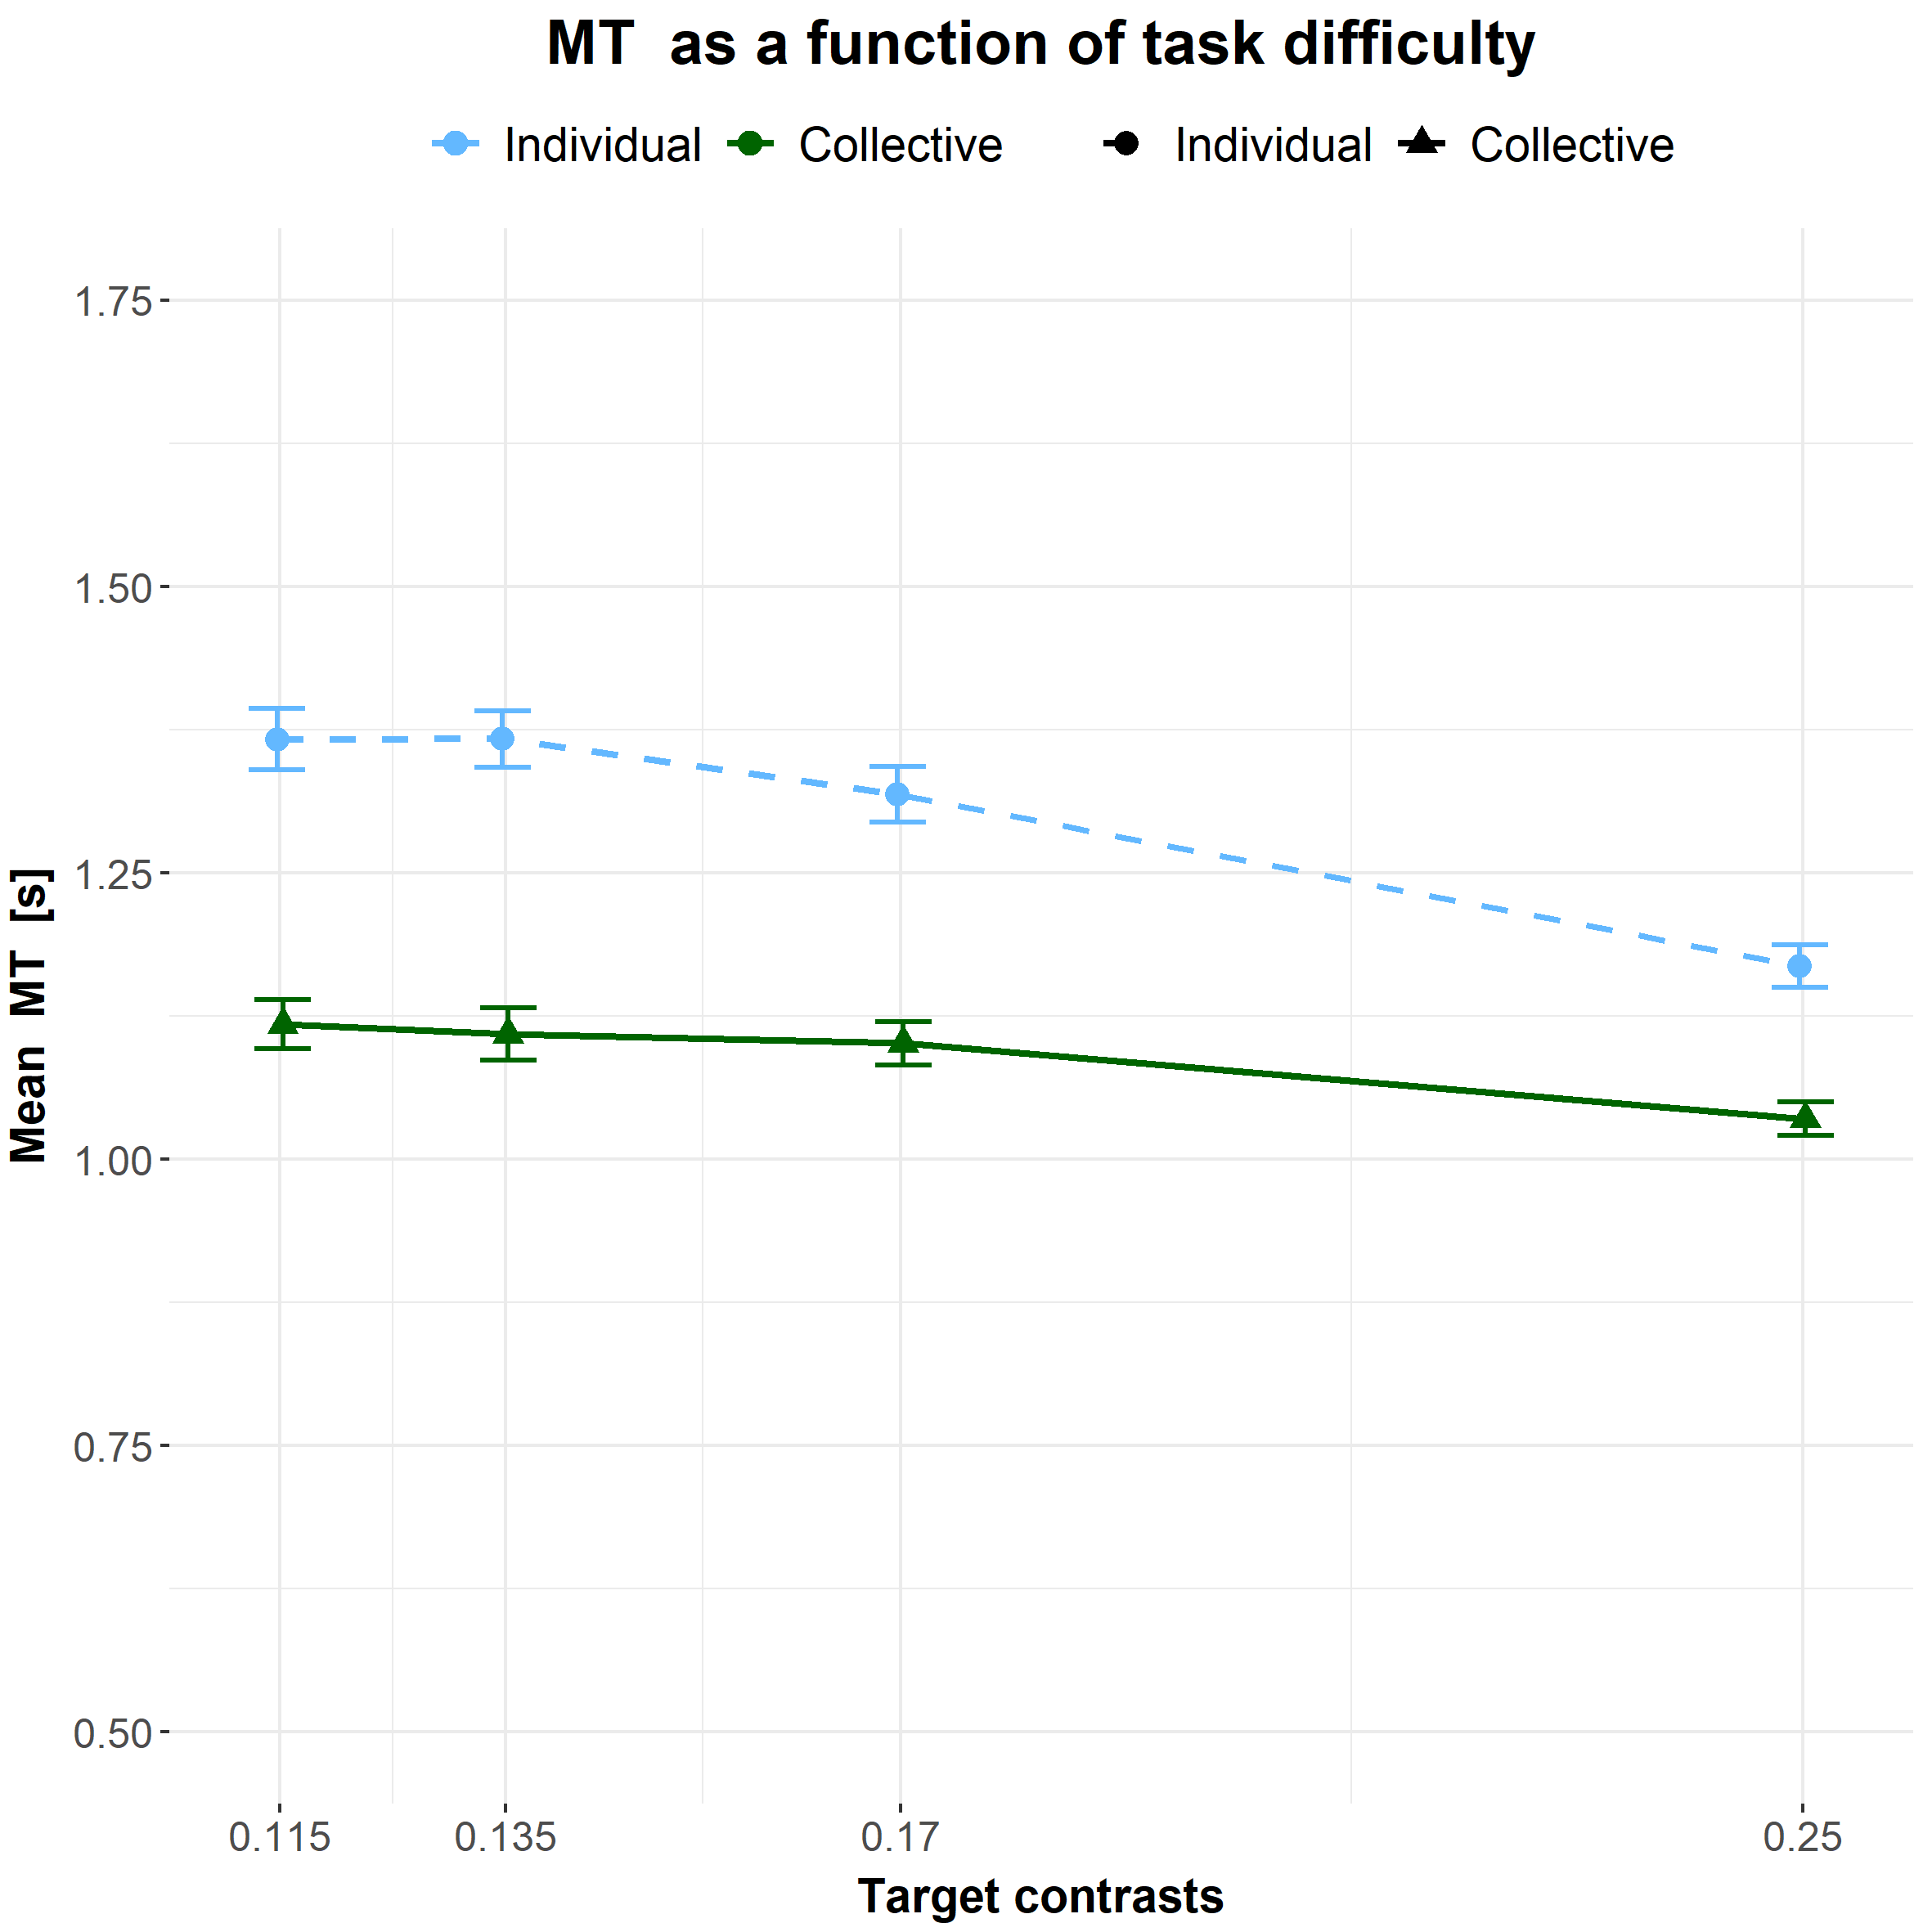 MT  as a function of task difficulty
Individual Collective Individual Collective
1.75
1.50
1.25
1.00
0.75
0.50
Mean MT [s]
0.115 0.135 0.17 0.25
Target contrasts